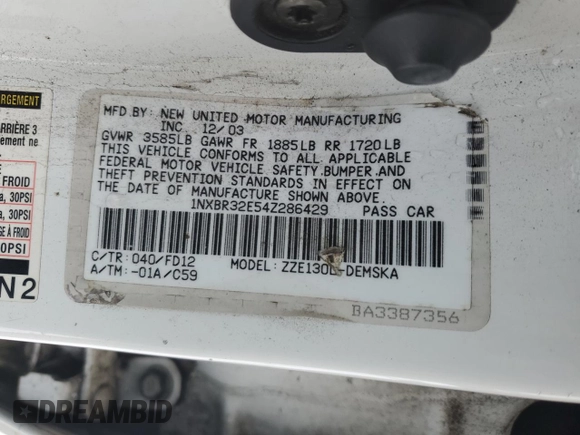 MFD.BY: NEW UNITED MOTOR MANUFACTURING
INC. 12/03
GVWR 3585LB GAWR FR 1885LB RR 1720LB
THIS VEHICLE CONFORMS TO ALL APPLICABLE
FEDERAL MOTOR VEHICLE SAFETY,BUMPER,AND
THEFT PREVENTION STANDARDS IN EFFECT ON
THE DATE OF MANUFACTURE SHOWN ABOVE.
1NXBR32E54Z286429 PASS CAR
C/TR: 040/FD12 MODEL: ZZE130L-DEMSKA
A/TM: -01A/C59
BA3387356
ARGEMENT
ARRIÈRE 3
ment ne
FROID
a, 30PSI
a, 30PSI
FROID
0PSI
N2
DREAMBID